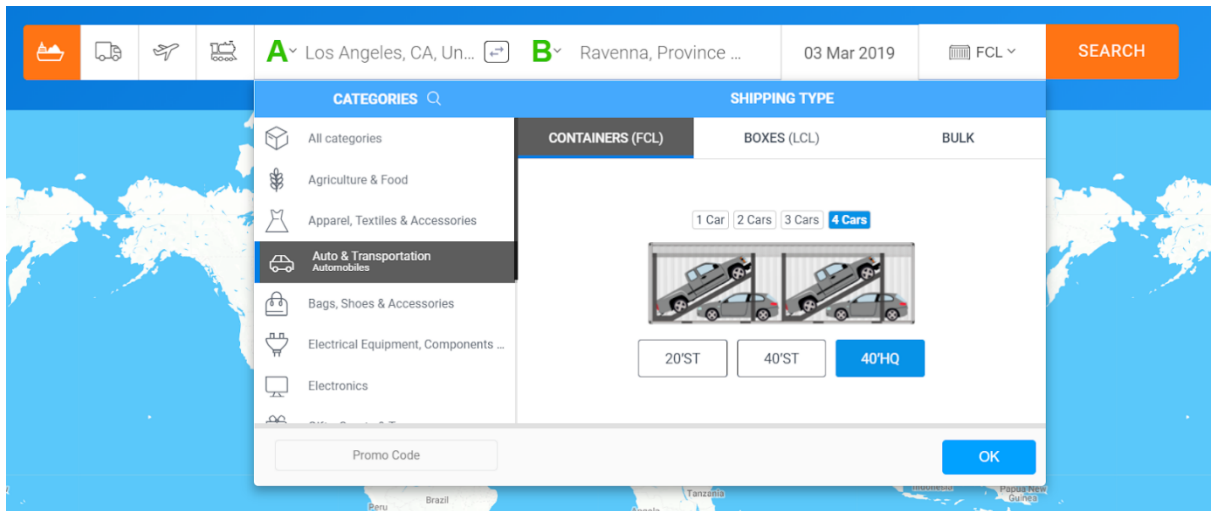 A Los Angeles, CA, Un... B Ravenna, Province ... 03 Mar 2019 FCL SEARCH
CATEGORIES SHIPPING TYPE
All categories
CONTAINERS (FCL) BOXES (LCL) BULK
Agriculture & Food
Apparel, Textiles & Accessories
1 Car 2 Cars 3 Cars 4 Cars
Auto & Transportation
Automobiles
Bags, Shoes & Accessories
Electrical Equipment, Components ...
20'ST 40'ST 40'HQ
Electronics
Promo Code OK
Peru Brazil Tanzania Papua New
Guinea